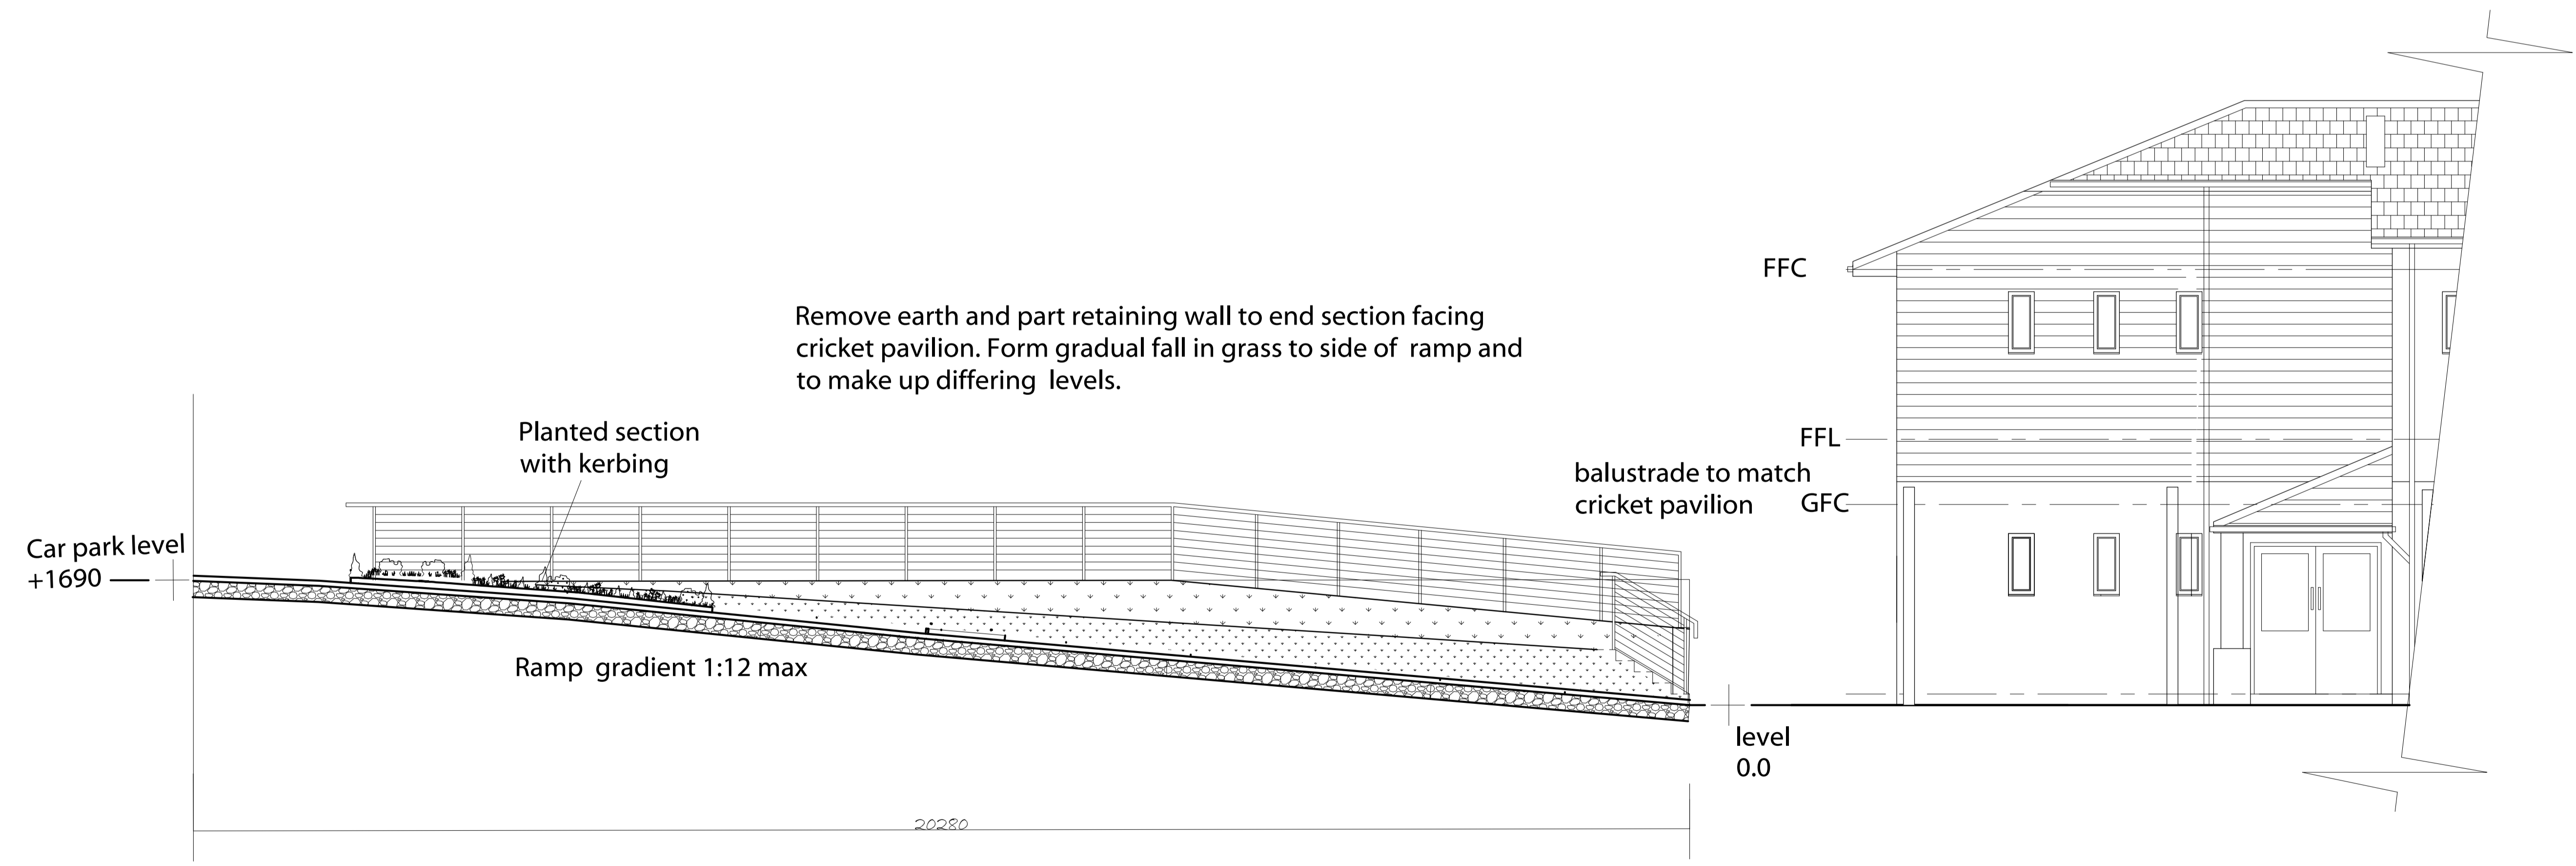 FFC
Remove earth and part retaining wall to end section facing
cricket pavilion. Form gradual fall in grass to side of ramp and
to make up differing levels.
Planted section
with kerbing
FFL
balustrade to match
cricket pavilion
GFC
Car park level
+1690
Ramp gradient 1:12 max
level
0.0
20280